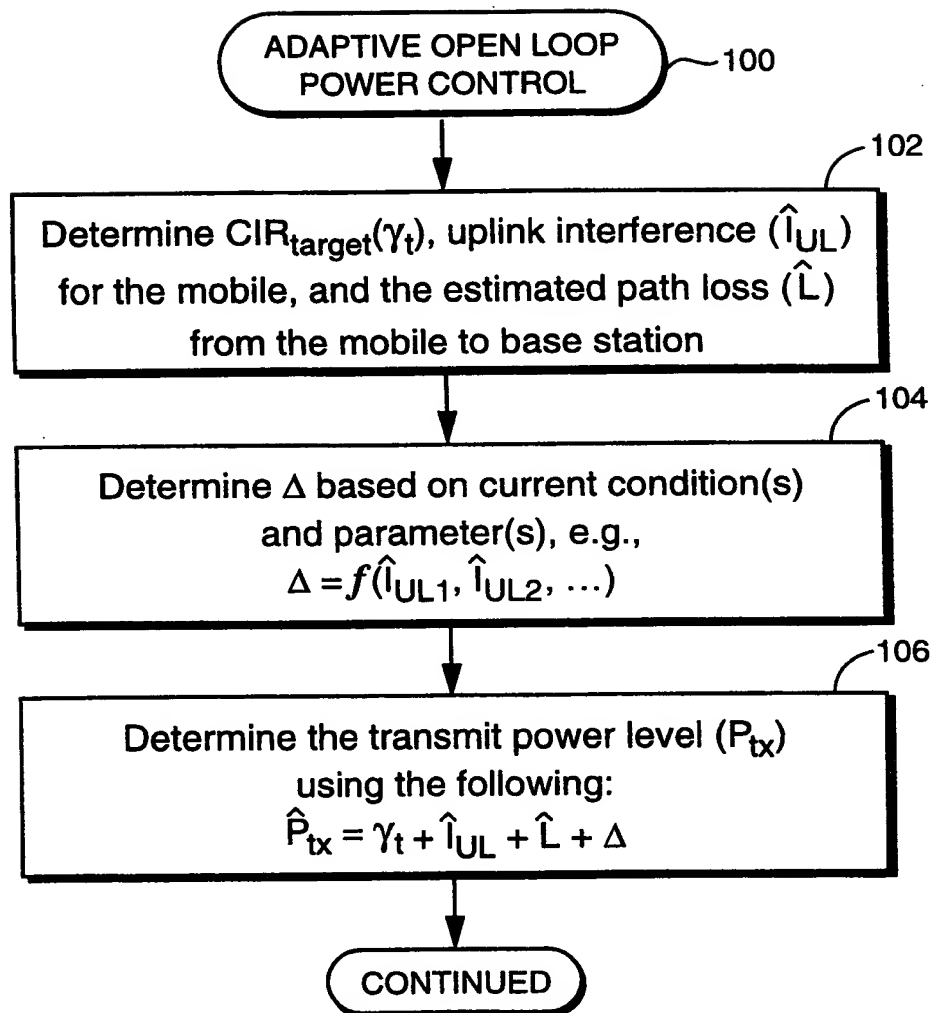 ADAPTIVE OPEN LOOP
POWER CONTROL
100
102
Determine CIR_target(γ_t), uplink interference (Î_UL)
for the mobile, and the estimated path loss (L̂)
from the mobile to base station
104
Determine Δ based on current condition(s)
and parameter(s), e.g.,
Δ = f(Î_UL1, Î_UL2, ...)
106
Determine the transmit power level (P_tx)
using the following:
P̂_tx = γ_t + Î_UL + L̂ + Δ
CONTINUED